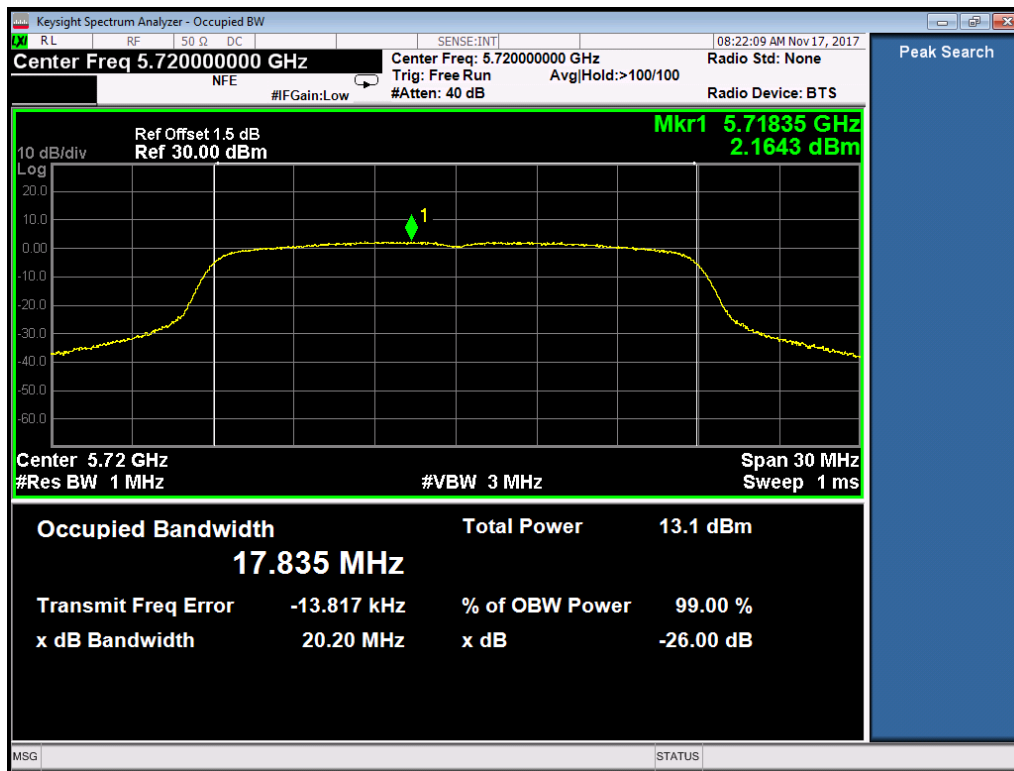 Keysight Spectrum Analyzer - Occupied BW
LXI RL RF 50 Ω DC SENSE:INT 08:22:09 AM Nov 17, 2017
Center Freq 5.720000000 GHz
NFE
#IFGain:Low
Center Freq: 5.720000000 GHz
Trig: Free Run Avg|Hold:>100/100
#Atten: 40 dB
Radio Std: None
Radio Device: BTS
Peak Search
Mkr1 5.71835 GHz
2.1643 dBm
Ref Offset 1.5 dB
10 dB/div Ref 30.00 dBm
Log
20.0
10.0
1
0.00
-10.0
-20.0
-30.0
-40.0
-50.0
-60.0
Center 5.72 GHz Span 30 MHz
#Res BW 1 MHz #VBW 3 MHz Sweep 1 ms
Occupied Bandwidth Total Power 13.1 dBm
17.835 MHz
Transmit Freq Error -13.817 kHz % of OBW Power 99.00 %
x dB Bandwidth 20.20 MHz x dB -26.00 dB
MSG STATUS